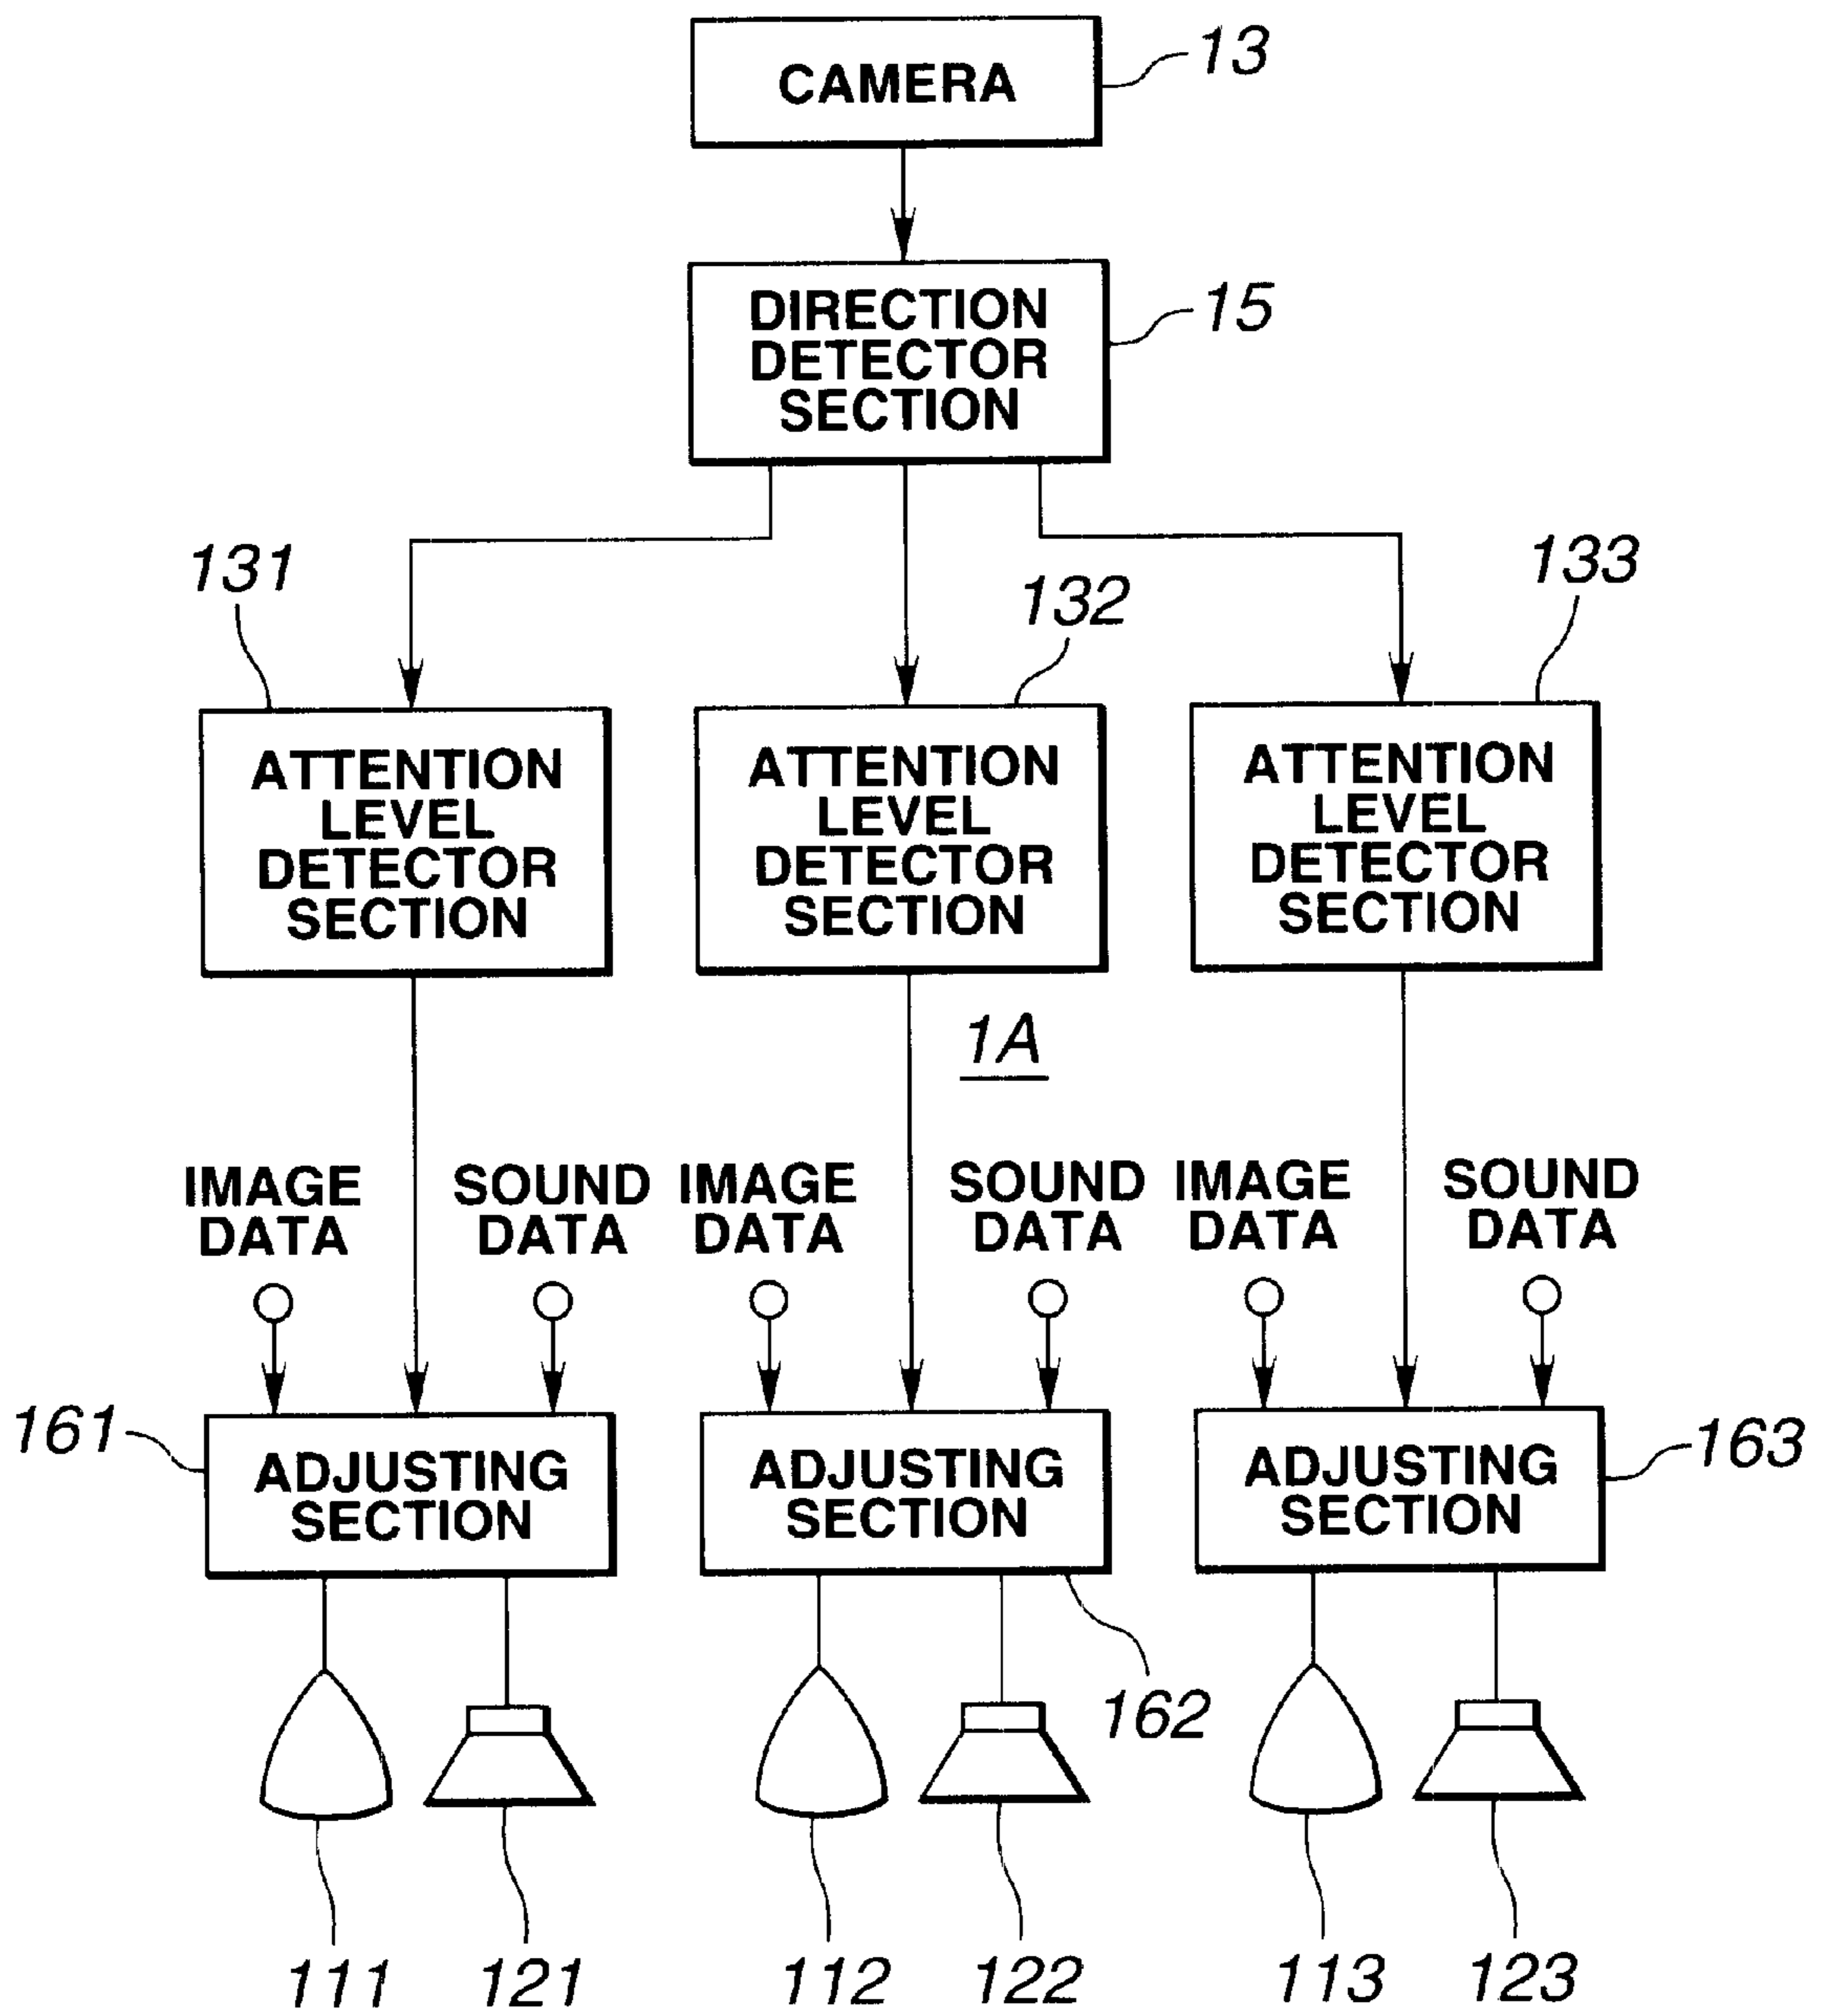 CAMERA
13
DIRECTION
DETECTOR
SECTION
15
131
132
133
ATTENTION
LEVEL
DETECTOR
SECTION
ATTENTION
LEVEL
DETECTOR
SECTION
ATTENTION
LEVEL
DETECTOR
SECTION
1A
IMAGE
DATA
SOUND
DATA
IMAGE
DATA
SOUND
DATA
IMAGE
DATA
SOUND
DATA
161
ADJUSTING
SECTION
ADJUSTING
SECTION
ADJUSTING
SECTION
163
162
111
121
112
122
113
123